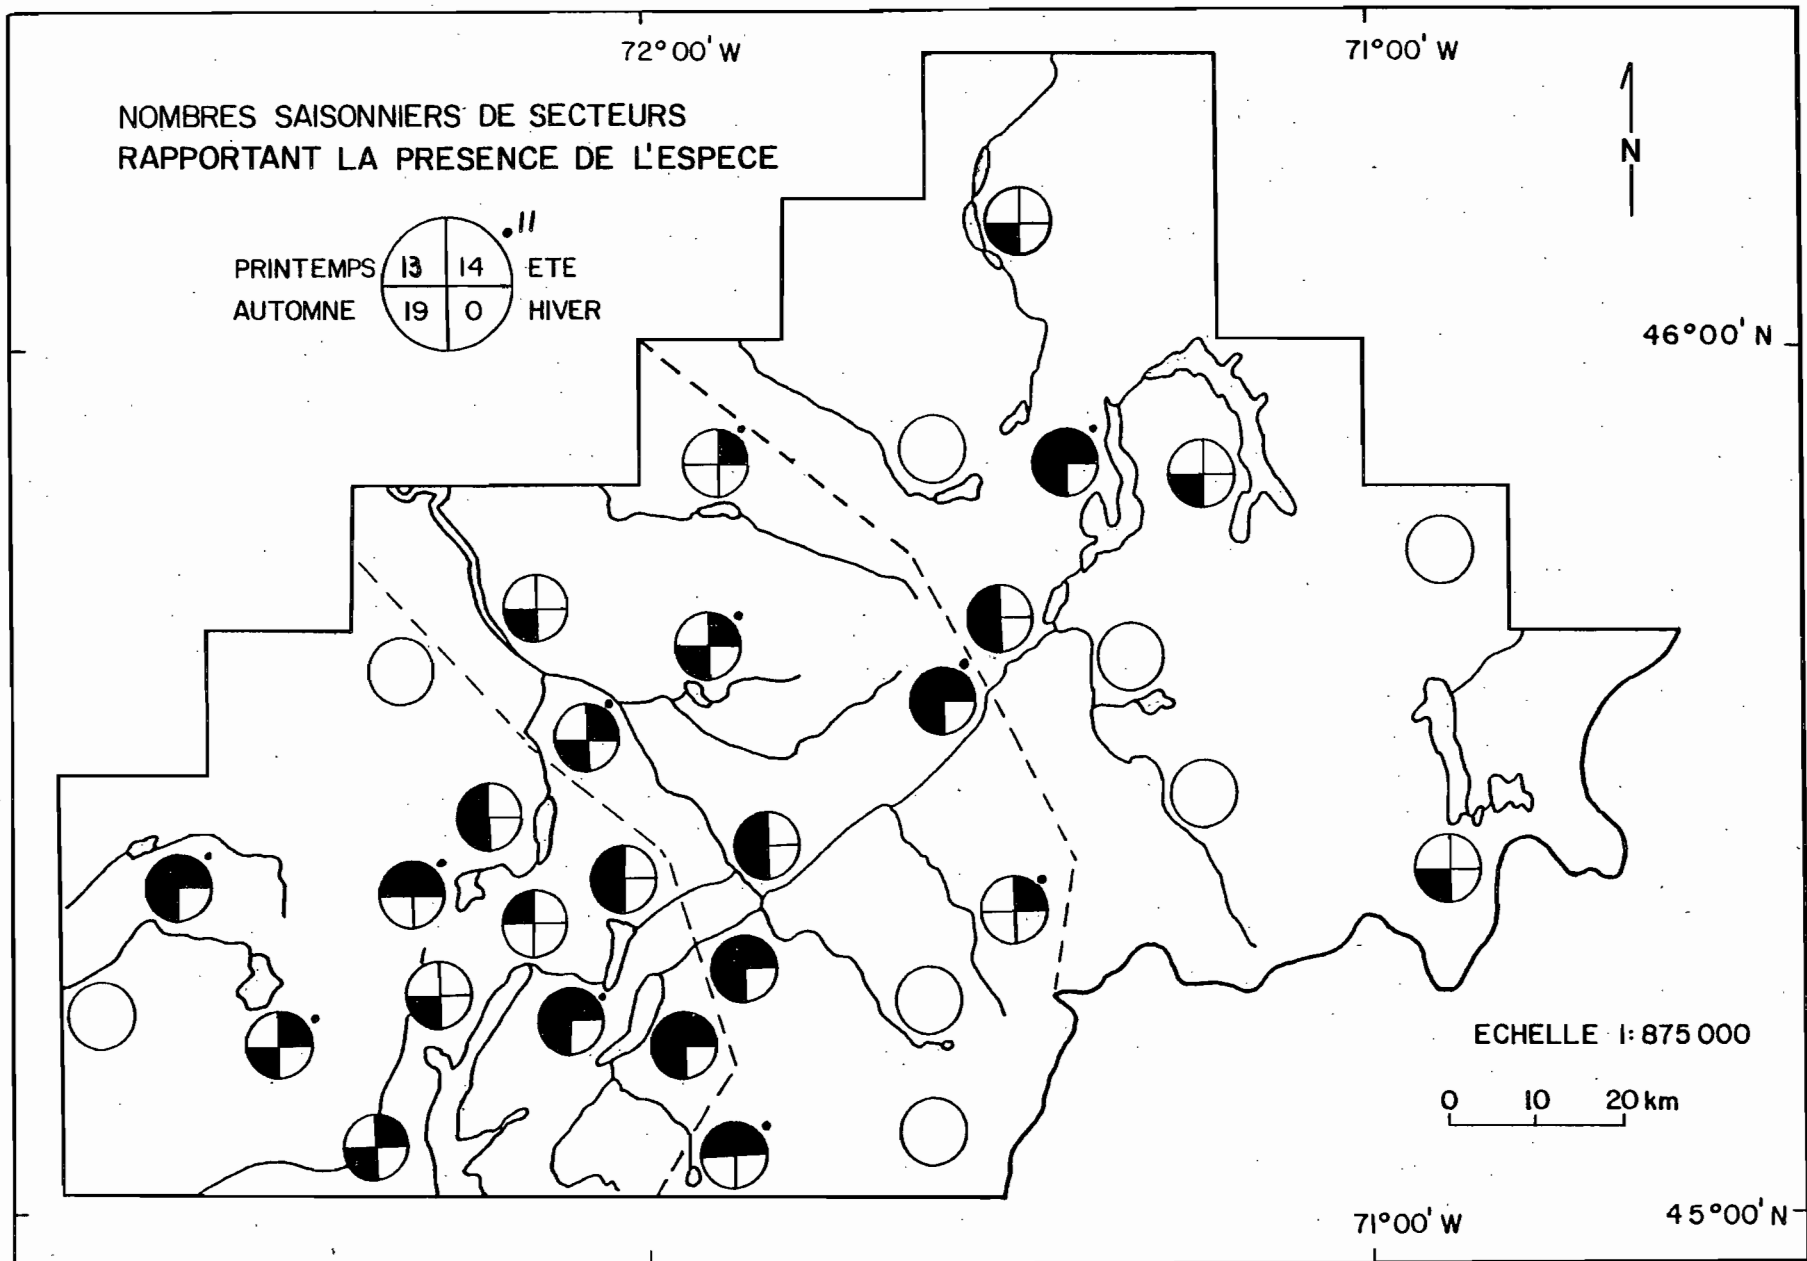 72°00' W
71°00' W
NOMBRES SAISONNIERS DE SECTEURS
RAPPORTANT LA PRESENCE DE L'ESPECE
N
11
PRINTEMPS 13 14 ETE
AUTOMNE 19 0 HIVER
46°00' N
ECHELLE 1:875 000
0 10 20 km
71°00' W
45°00' N